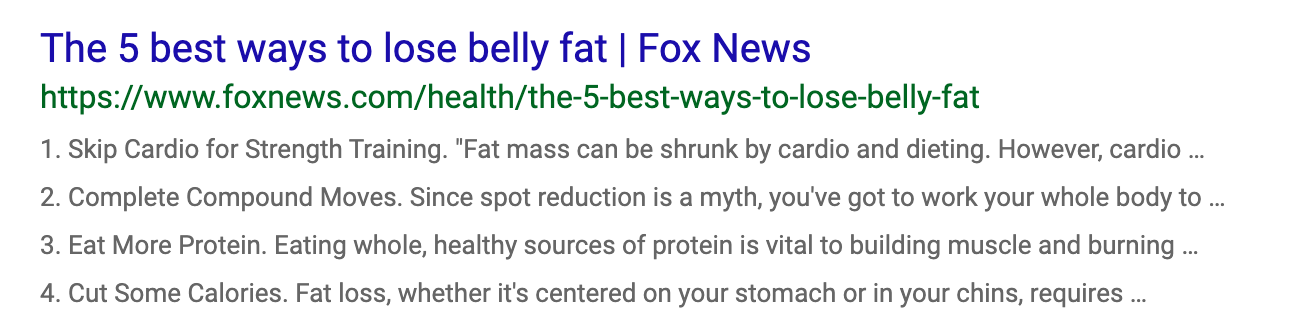 The 5 best ways to lose belly fat | Fox News
https://www.foxnews.com/health/the-5-best-ways-to-lose-belly-fat
1. Skip Cardio for Strength Training. "Fat mass can be shrunk by cardio and dieting. However, cardio ...
2. Complete Compound Moves. Since spot reduction is a myth, you've got to work your whole body to ...
3. Eat More Protein. Eating whole, healthy sources of protein is vital to building muscle and burning ...
4. Cut Some Calories. Fat loss, whether it's centered on your stomach or in your chins, requires ...